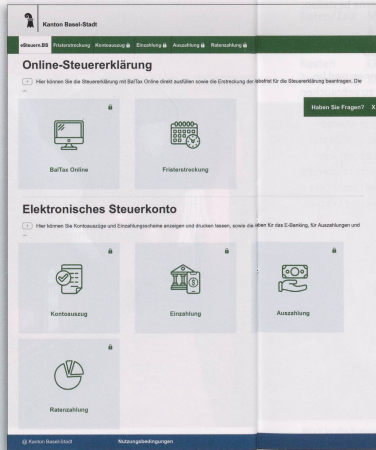 Kanton Basel-Stadt
eSteuern.BS Fristerstreckung Kontoauszug Einzahlung Auszahlung Ratenzahlung
Online-Steuererklärung
Hier können Sie die Steuererklärung mit BalTax Online direkt ausfüllen sowie die Erstreckung der Abgabefrist für die Steuererklärung beantragen. Die
...
Haben Sie Fragen? X
BalTax Online Fristerstreckung
Elektronisches Steuerkonto
Hier können Sie Kontoauszüge und Einzahlungsscheine anzeigen und drucken lassen, sowie die für das E-Banking, für Auszahlungen und
...
Kontoauszug Einzahlung Auszahlung
Ratenzahlung
@ Kanton Basel-Stadt Nutzungsbedingungen